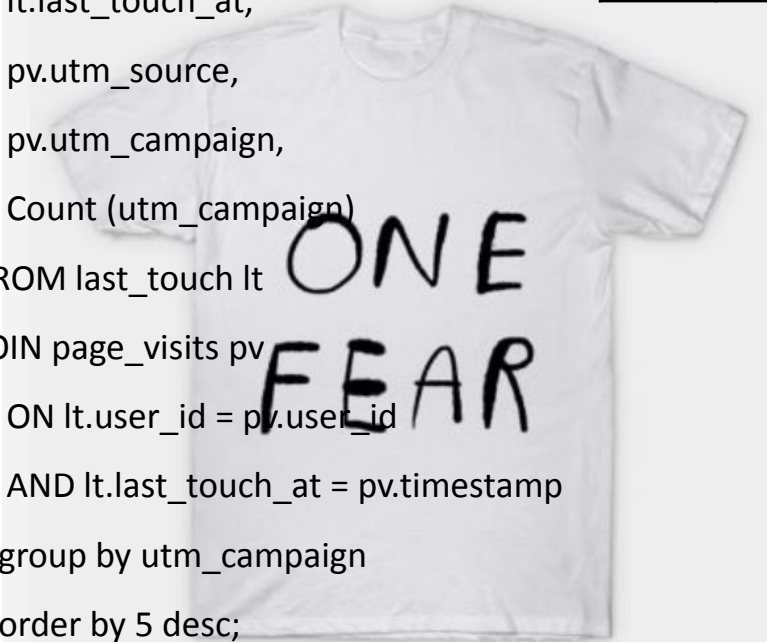 lt.last_touch_at,
pv.utm_source,
pv.utm_campaign,
Count (utm_campaign)
ROM last_touch lt
OIN page_visits pv
ON lt.user_id = pv.user_id
AND lt.last_touch_at = pv.timestamp
group by utm_campaign
order by 5 desc;
ONE
FEAR